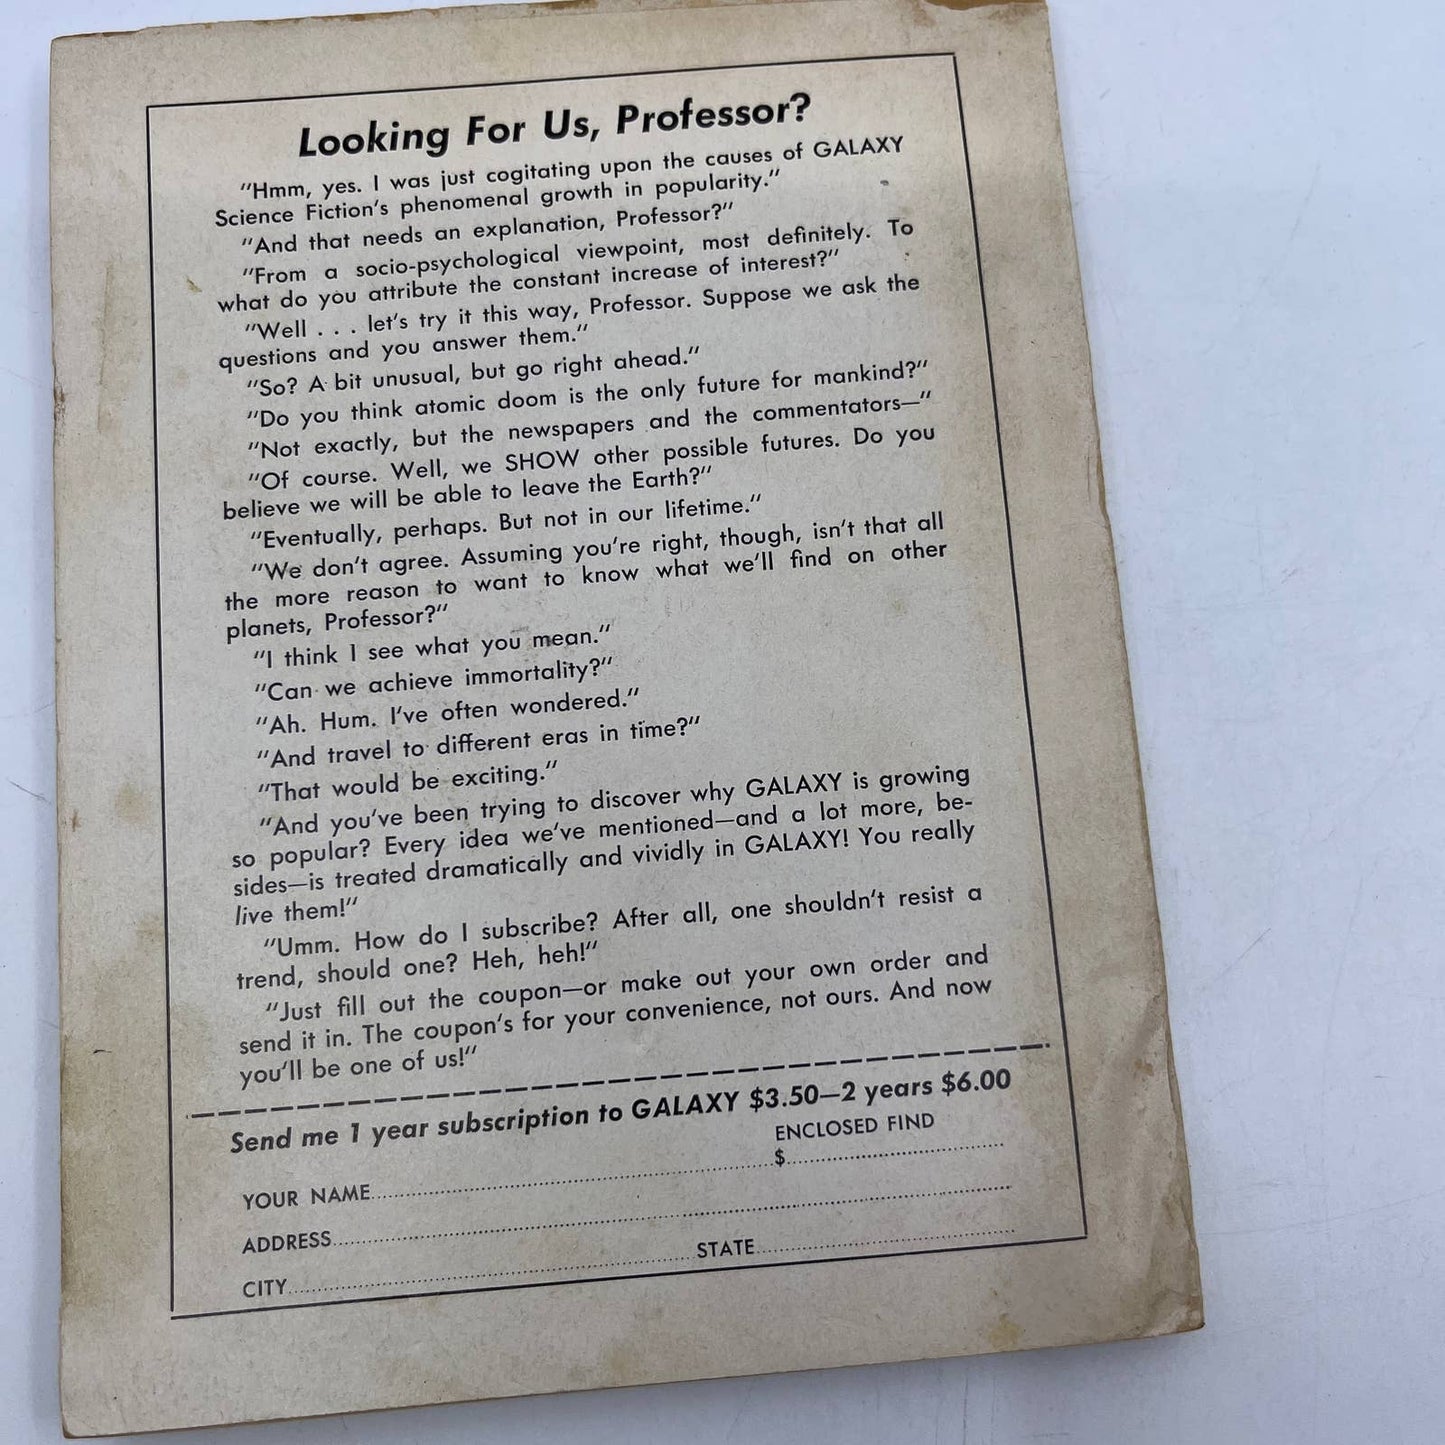 Looking For Us, Professor?
"Hmm, yes. I was just cogitating upon the causes of GALAXY
Science Fiction's phenomenal growth in popularity."
"And that needs an explanation, Professor?"
"From a socio-psychological viewpoint, most definitely. To
what do you attribute the constant increase of interest?"
"Well . . . let's try it this way, Professor. Suppose we ask the
questions and you answer them."
"So? A bit unusual, but go right ahead."
"Do you think atomic doom is the only future for mankind?"
"Not exactly, but the newspapers and the commentators—"
"Of course. Well, we SHOW other possible futures. Do you
believe we will be able to leave the Earth?"
"Eventually, perhaps. But not in our lifetime."
"We don't agree. Assuming you're right, though, isn't that all
the more reason to want to know what we'll find on other
planets, Professor?"
"I think I see what you mean."
"Can we achieve immortality?"
"Ah. Hum. I've often wondered."
"And travel to different eras in time?"
"That would be exciting."
"And you've been trying to discover why GALAXY is growing
so popular? Every idea we've mentioned—and a lot more, be-
sides—is treated dramatically and vividly in GALAXY! You really
live them!"
"Umm. How do I subscribe? After all, one shouldn't resist a
trend, should one? Heh, heh!"
"Just fill out the coupon—or make out your own order and
send it in. The coupon's for your convenience, not ours. And now
you'll be one of us!"
Send me 1 year subscription to GALAXY $3.50—2 years $6.00
ENCLOSED FIND
YOUR NAME..............................$..............................
ADDRESS..............................
CITY..............................STATE..............................